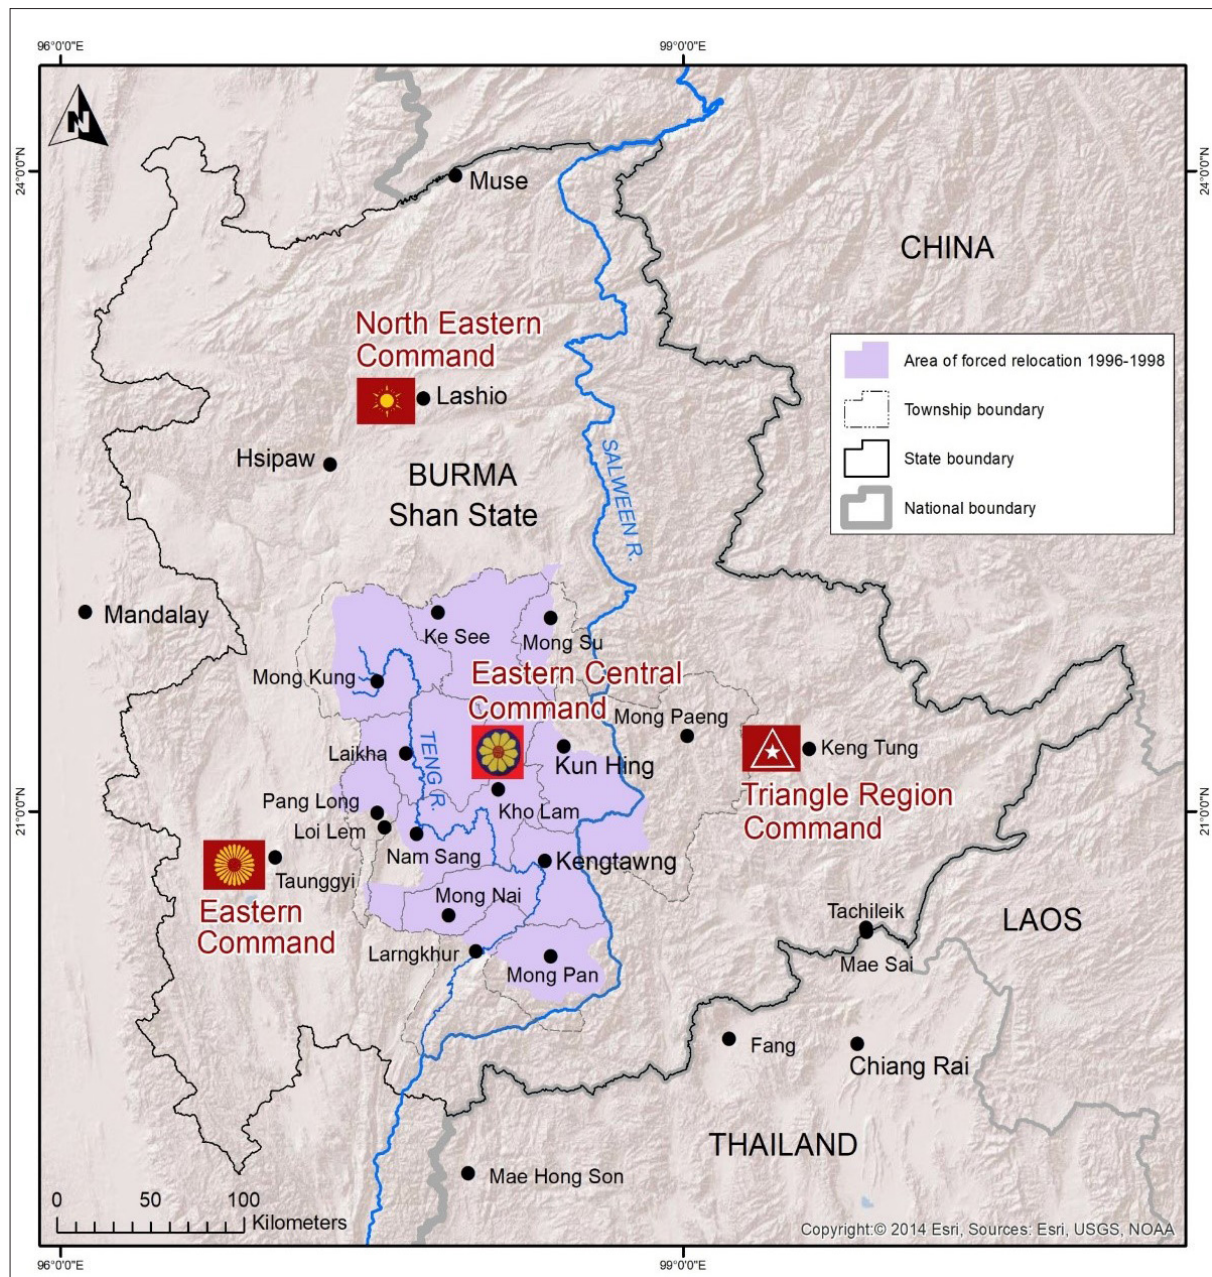 96°0'0"E
99°0'0"E
24°0'0"N
24°0'0"N
N
Muse
CHINA
North Eastern
Command
Lashio
Hsipaw
BURMA
Shan State
SALWEEN R.
Area of forced relocation 1996-1998
Township boundary
State boundary
National boundary
Mandalay
Ke See
Mong Su
Mong Kung
Eastern Central
Command
Mong Paeng
Laikha
TENG R.
Kun Hing
Keng Tung
Pang Long
Kho Lam
Triangle Region
Command
21°0'0"N
21°0'0"N
Loi Lem
Nam Sang
Kengtawng
Taunggyi
Eastern
Command
Mong Nai
Larngkhur
Mong Pan
Tachileik
Mae Sai
LAOS
Fang
Chiang Rai
THAILAND
Mae Hong Son
0 50 100
Kilometers
Copyright:© 2014 Esri, Sources: Esri, USGS, NOAA
96°0'0"E
99°0'0"E